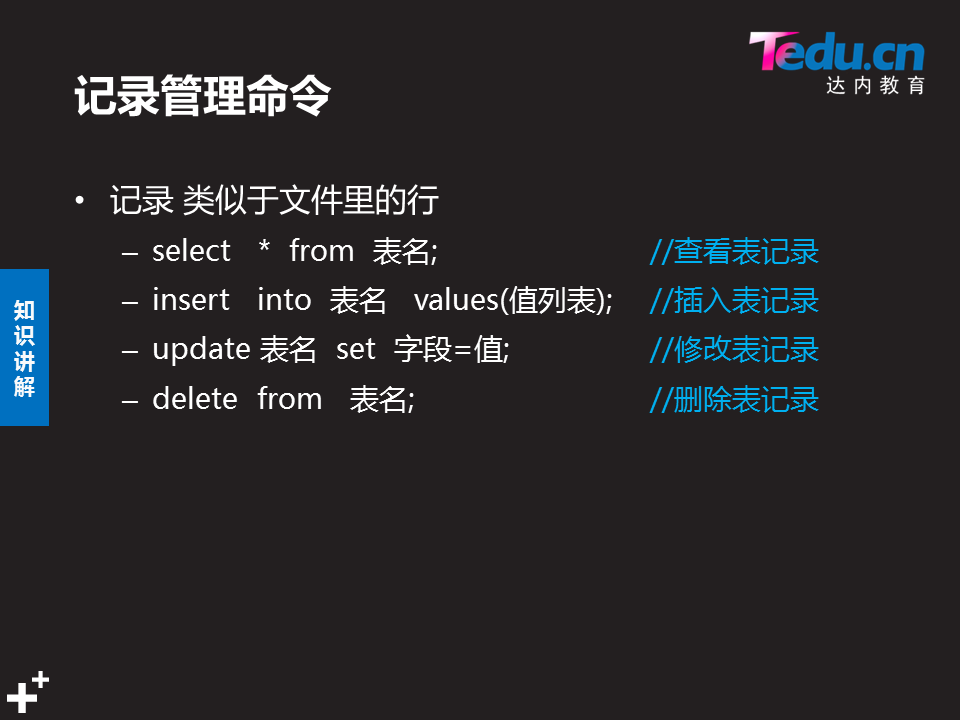 Tedu.cn
达内教育
记录管理命令
• 记录 类似于文件里的行
– select * from 表名; //查看表记录
– insert into 表名 values(值列表); //插入表记录
– update 表名 set 字段=值; //修改表记录
– delete from 表名; //删除表记录
知识讲解